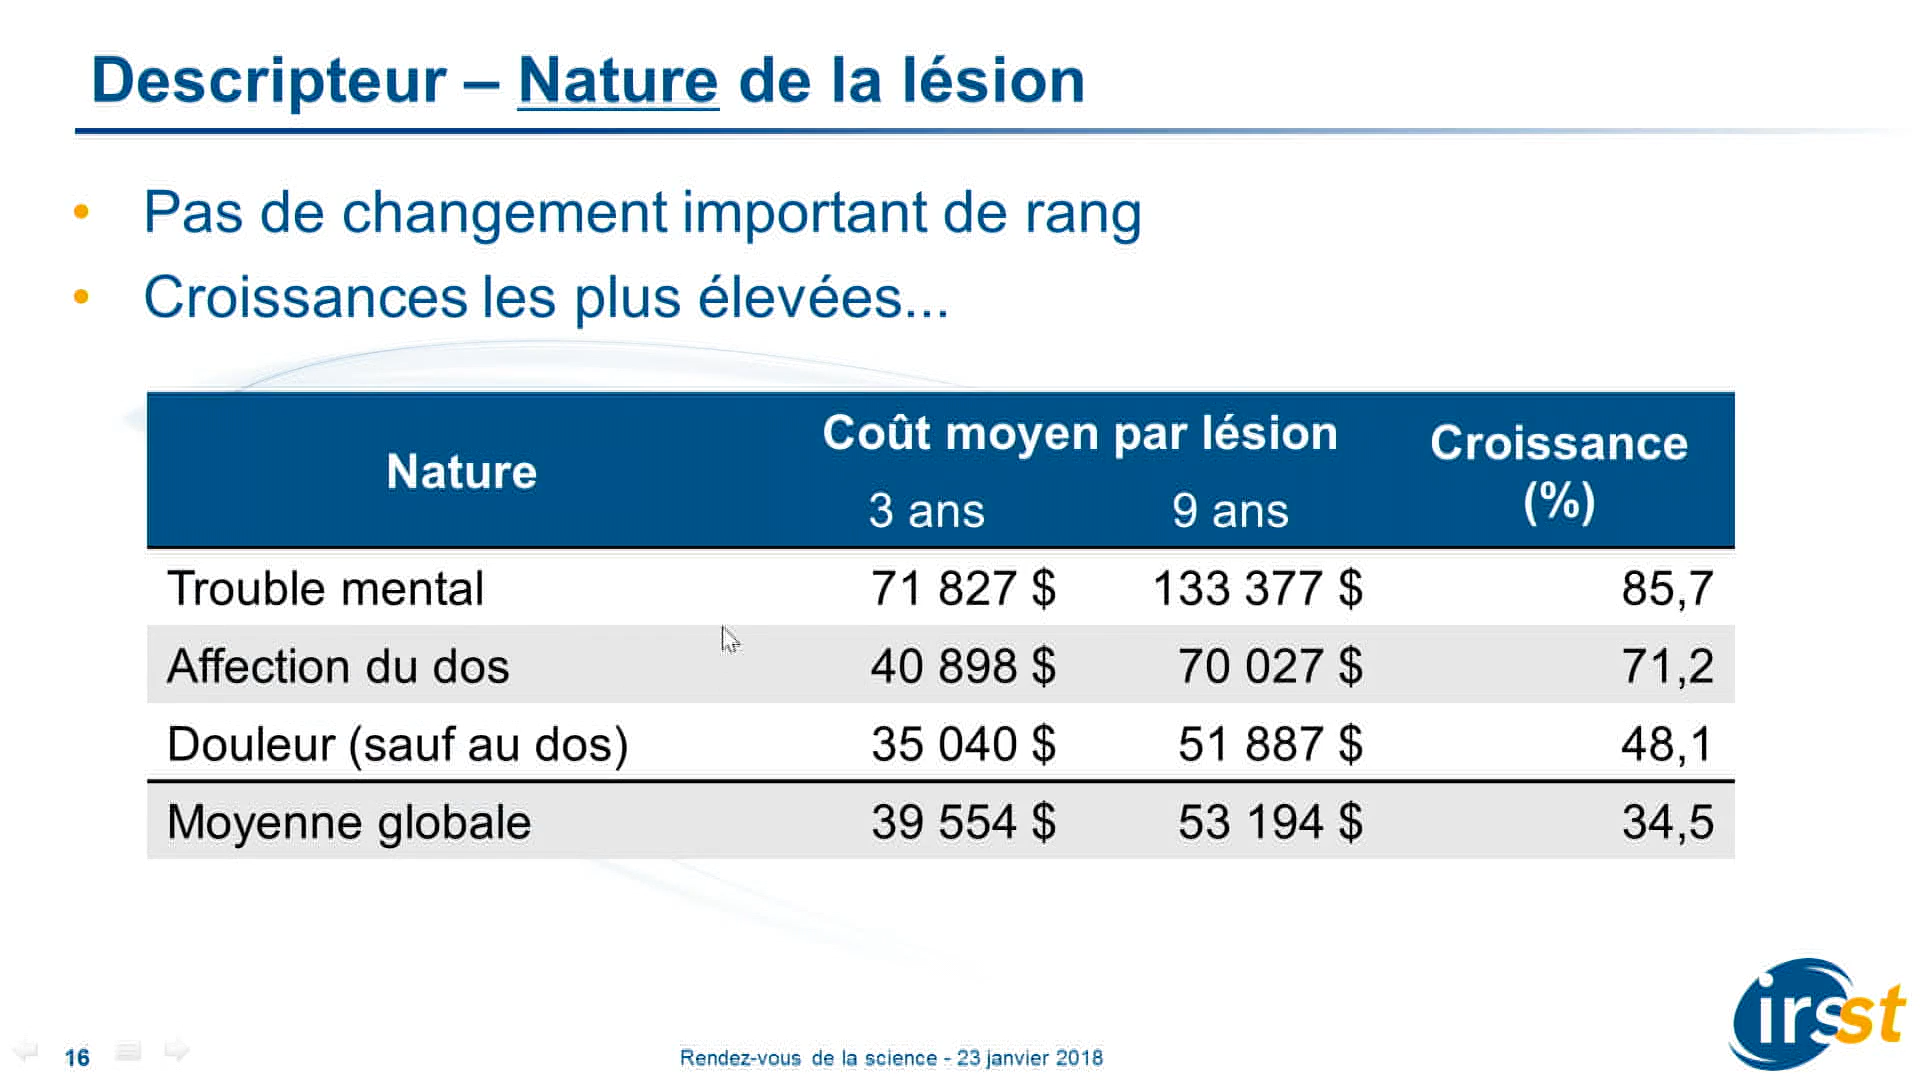 Descripteur – Nature de la lésion
• Pas de changement important de rang
• Croissances les plus élevées...
Nature Coût moyen par lésion Croissance (%)
3 ans 9 ans
Trouble mental 71 827 $ 133 377 $ 85,7
Affection du dos 40 898 $ 70 027 $ 71,2
Douleur (sauf au dos) 35 040 $ 51 887 $ 48,1
Moyenne globale 39 554 $ 53 194 $ 34,5
irsst
16 Rendez-vous de la science - 23 janvier 2018